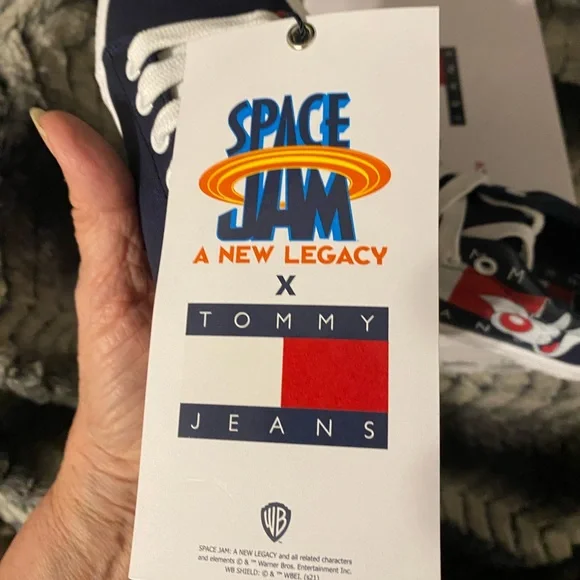 SPACE
JAM
A NEW LEGACY
X
TOMMY
JEANS
WB
SPACE JAM: A NEW LEGACY and all related characters
and elements © & ™ Warner Bros. Entertainment Inc.
WB SHIELD: © & ™ WBEI. (s21)
TOMM